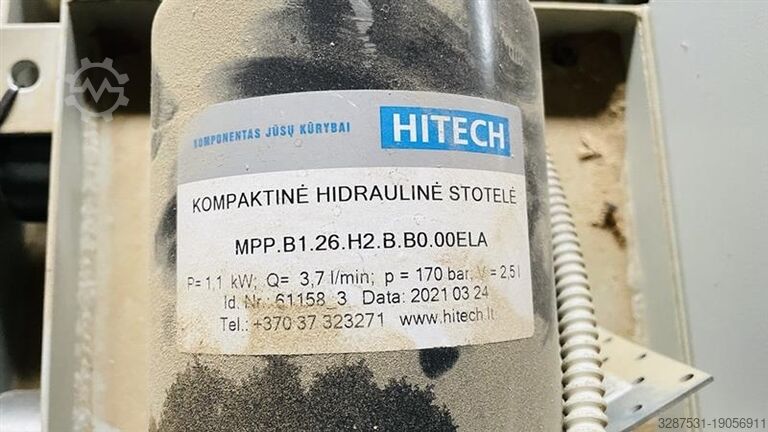 KOMPONENTAS JŪSŲ KŪRYBAI
HITECH
KOMPAKTINĖ HIDRAULINĖ STOTELĖ
MPP.B1.26.H2.B.B0.00ELA
P= 1,1 kW; Q= 3,7 l/min; p = 170 bar; V = 2,5 l
Id. Nr. 61158_3 Data: 2021 03 24
Tel.: +370 37 323271 www.hitech.lt
3287531-19056911